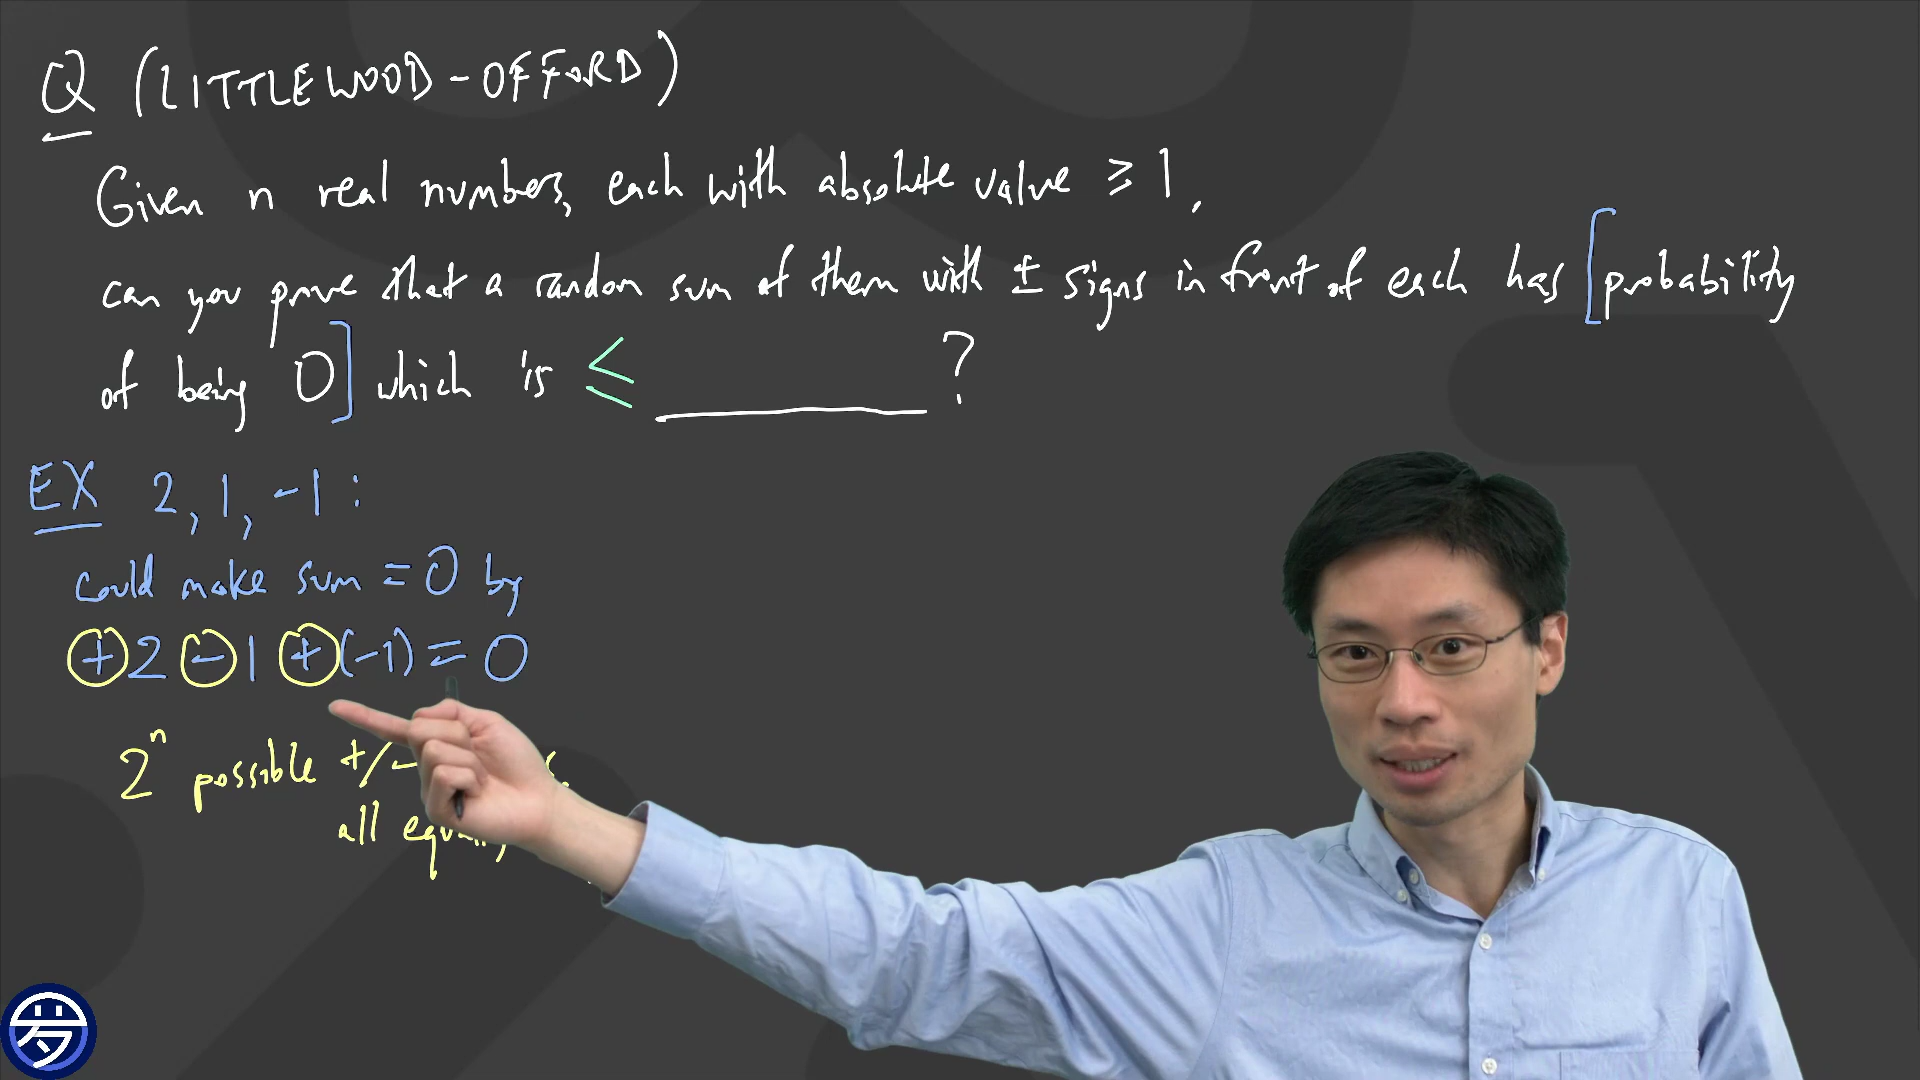 Q (LITTLEWOOD-OFFORD)
Given n real numbers, each with absolute value ≥ 1,
can you prove that a random sum of them with ± signs in front of each has [probability
of being 0] which is ≤ ________ ?
EX 2, 1, -1 :
could make sum = 0 by
+2 -1 +(-1) = 0
2ⁿ possible +/-
all